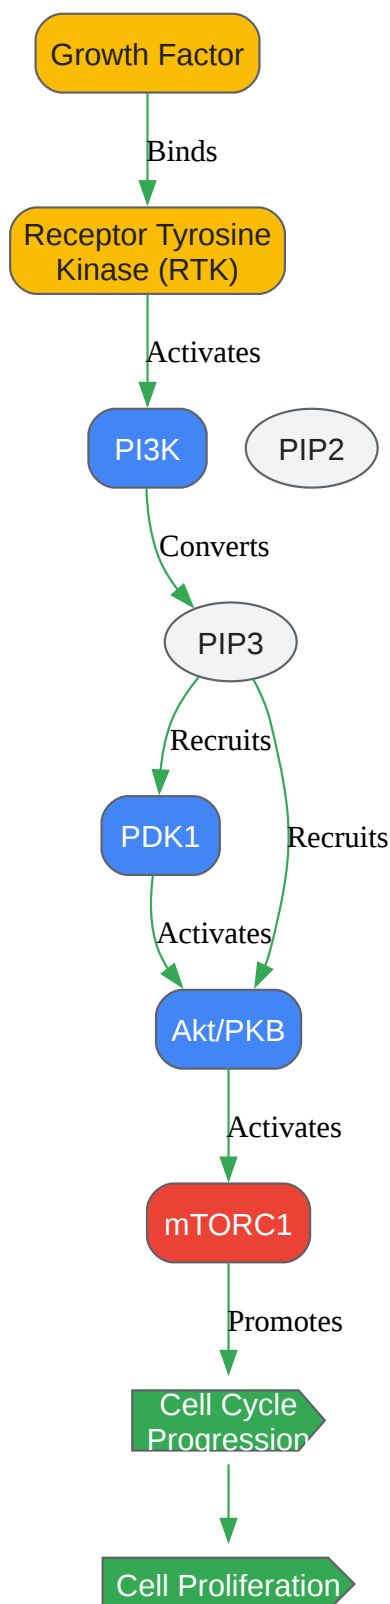 Growth Factor
Binds
Receptor Tyrosine
Kinase (RTK)
Activates
PI3K
PIP2
Converts
PIP3
Recruits
PDK1
Recruits
Activates
Akt/PKB
Activates
mTORC1
Promotes
Cell Cycle
Progression
Cell Proliferation